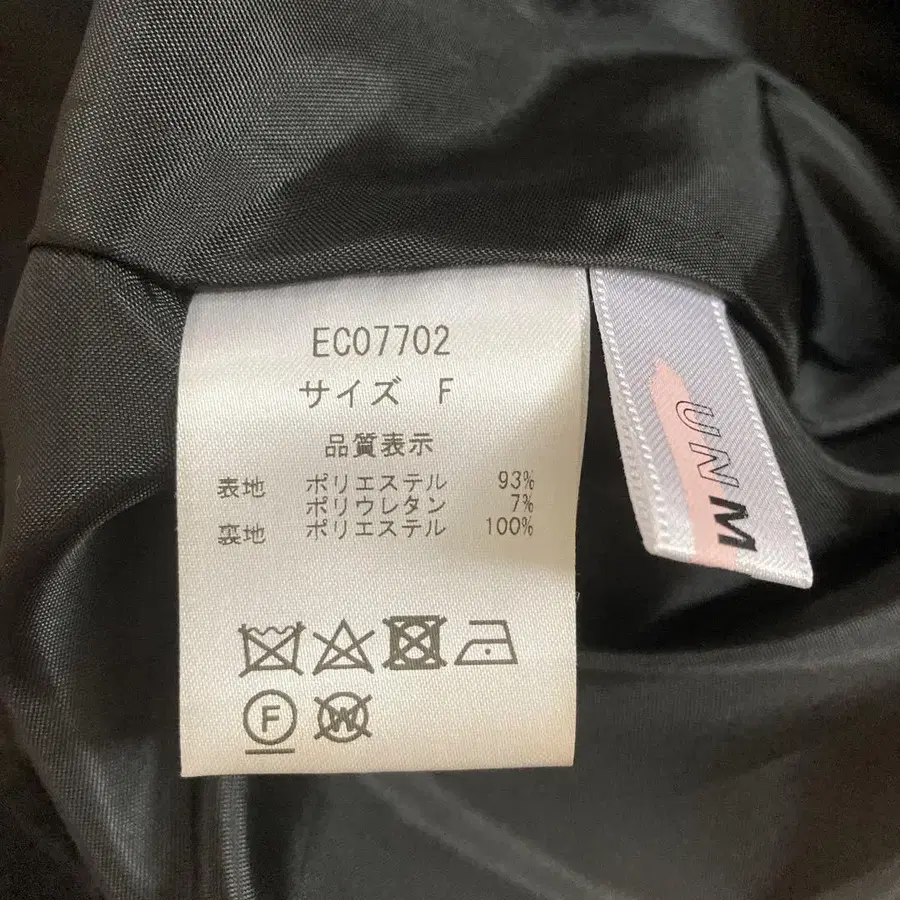 EC07702
サイズ F
品質表示
表地 ポリエステル 93%
ポリウレタン 7%
裏地 ポリエステル 100%
F W
UNM